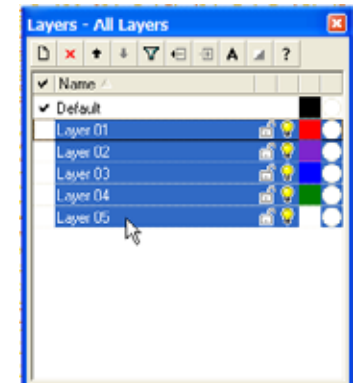 Layers - All Layers
A ?
Name
Default
Layer 01
Layer 02
Layer 03
Layer 04
Layer 05